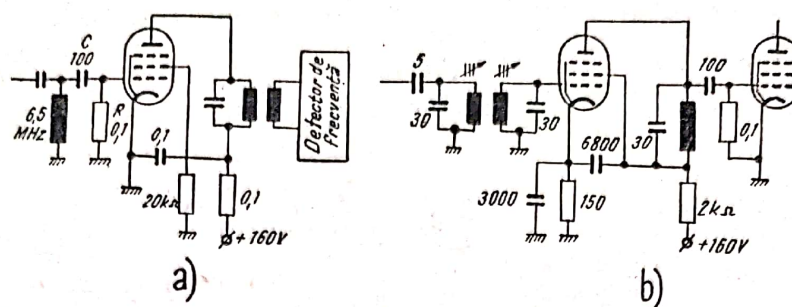 C
100
6,5
MHz
R
0,1
0,1
20kΩ
0,1
+160V
Detector de
frecvență
a)
5
30
30
3000
150
6800
30
100
0,1
2kΩ
+160V
b)